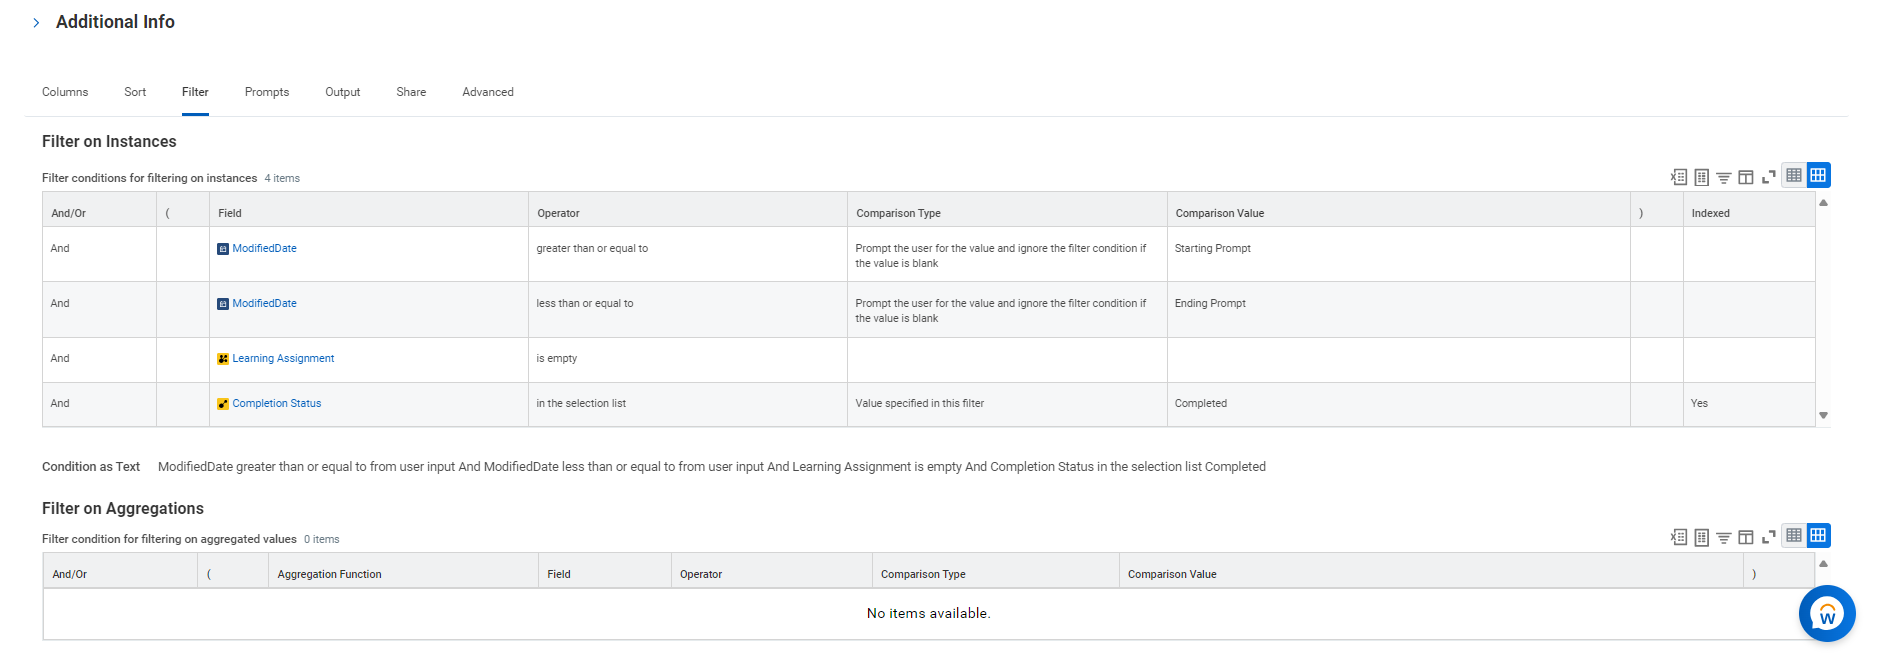 Additional Info
Columns Sort Filter Prompts Output Share Advanced
Filter on Instances
Filter conditions for filtering on instances 4 items
And/Or ( Field Operator Comparison Type Comparison Value ) Indexed
And ModifiedDate greater than or equal to Prompt the user for the value and ignore the filter condition if the value is blank Starting Prompt
And ModifiedDate less than or equal to Prompt the user for the value and ignore the filter condition if the value is blank Ending Prompt
And Learning Assignment is empty
And Completion Status in the selection list Value specified in this filter Completed Yes
Condition as Text ModifiedDate greater than or equal to from user input And ModifiedDate less than or equal to from user input And Learning Assignment is empty And Completion Status in the selection list Completed
Filter on Aggregations
Filter condition for filtering on aggregated values 0 items
And/Or ( Aggregation Function Field Operator Comparison Type Comparison Value )
No items available.
W